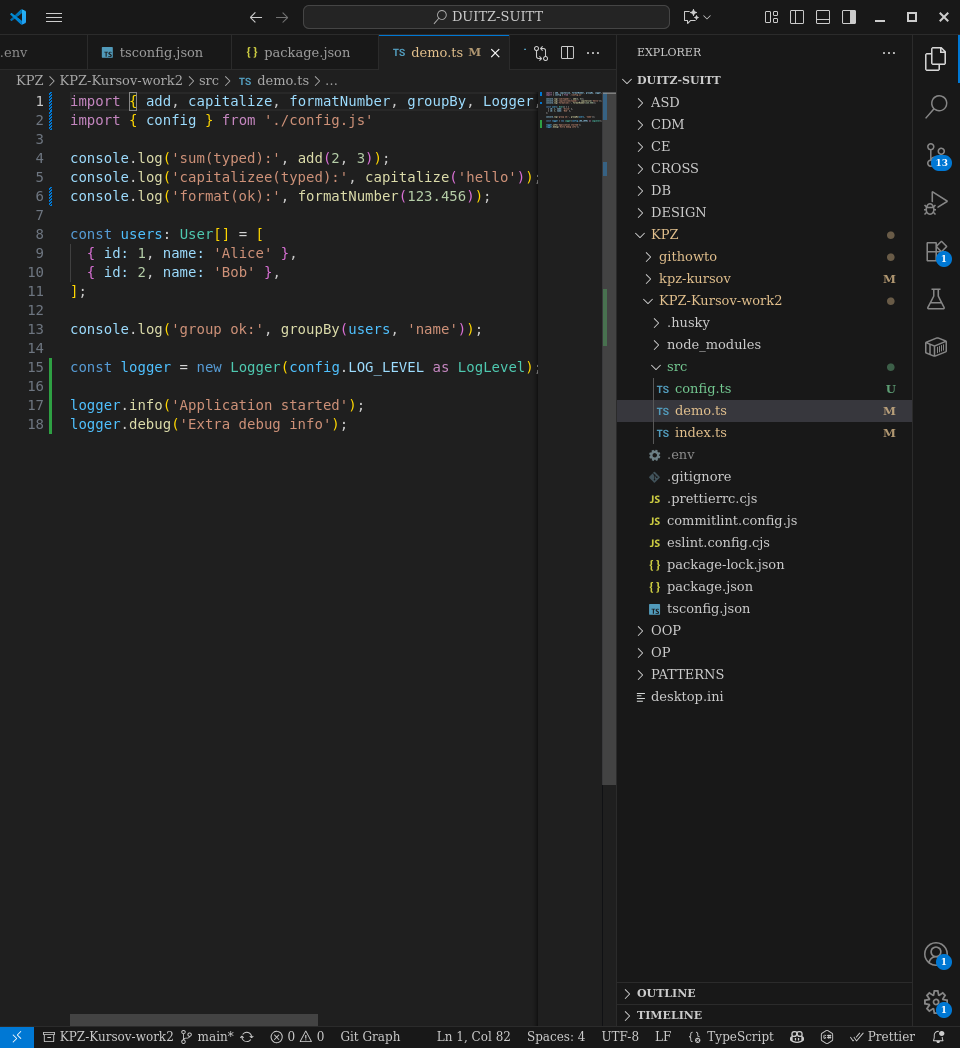 DUITZ-SUITT
.env
tsconfig.json
{} package.json
TS demo.ts M
KPZ > KPZ-Kursov-work2 > src > TS demo.ts > ...
1 import { add, capitalize, formatNumber, groupBy, Logger,
2 import { config } from './config.js'
3
4 console.log('sum(typed):', add(2, 3));
5 console.log('capitalizee(typed):', capitalize('hello'));
6 console.log('format(ok):', formatNumber(123.456));
7
8 const users: User[] = [
9 { id: 1, name: 'Alice' },
10 { id: 2, name: 'Bob' },
11 ];
12
13 console.log('group ok:', groupBy(users, 'name'));
14
15 const logger = new Logger(config.LOG_LEVEL as LogLevel);
16
17 logger.info('Application started');
18 logger.debug('Extra debug info');
EXPLORER
DUITZ-SUITT
ASD
CDM
CE
CROSS
DB
DESIGN
KPZ
githowto
kpz-kursov M
KPZ-Kursov-work2
.husky
node_modules
src
TS config.ts U
TS demo.ts M
TS index.ts M
.env
.gitignore
JS .prettierrc.cjs
JS commitlint.config.js
JS eslint.config.cjs
{} package-lock.json
{} package.json
TS tsconfig.json
OOP
OP
PATTERNS
desktop.ini
OUTLINE
TIMELINE
13
1
1
1
KPZ-Kursov-work2 main* 0 0 Git Graph Ln 1, Col 82 Spaces: 4 UTF-8 LF {} TypeScript Prettier